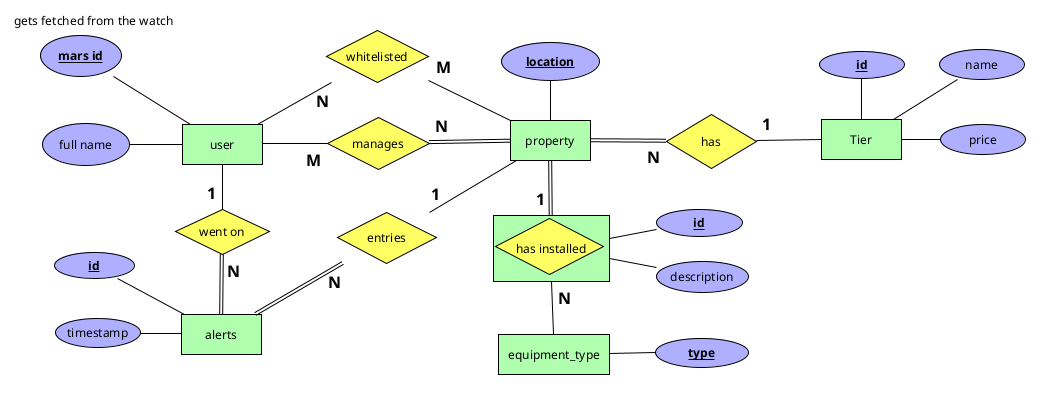 gets fetched from the watch
mars id
whitelisted
M
location
id
name
N
full name
user
M
manages
N
property
N
has
1
Tier
price
1
1
1
went on
entries
has installed
id
id
N
N
description
timestamp
alerts
N
equipment_type
type